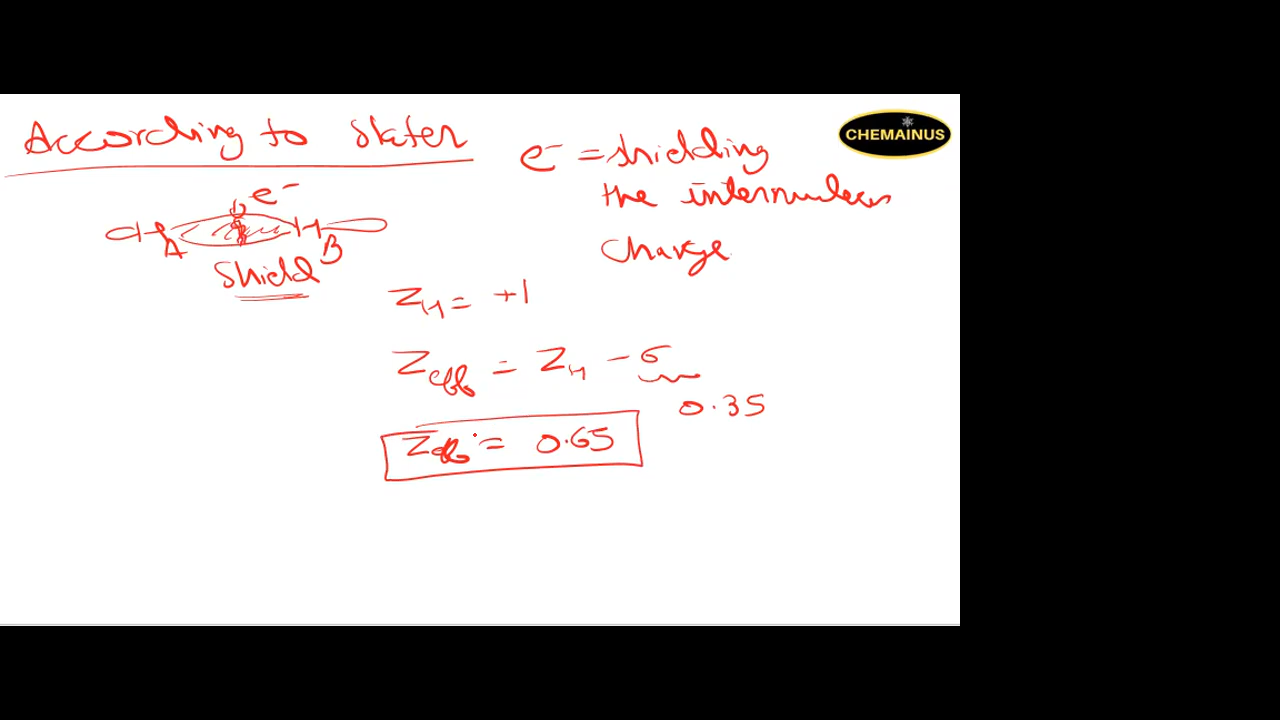 According to Slater
e⁻ = shielding
the internuclear
charge.
CHEMAINUS
e⁻
A
B
Shield
Z_H = +1
Z_eff = Z_H - σ
0.35
Z_eff = 0.65